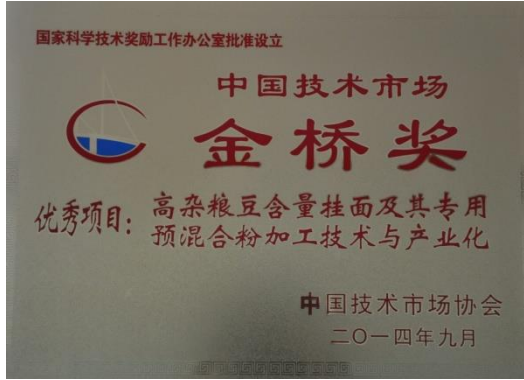 国家科学技术奖励工作办公室批准设立
中国技术市场
金桥奖
优秀项目：高杂粮豆含量挂面及其专用
预混合粉加工技术与产业化
中国技术市场协会
二〇一四年九月